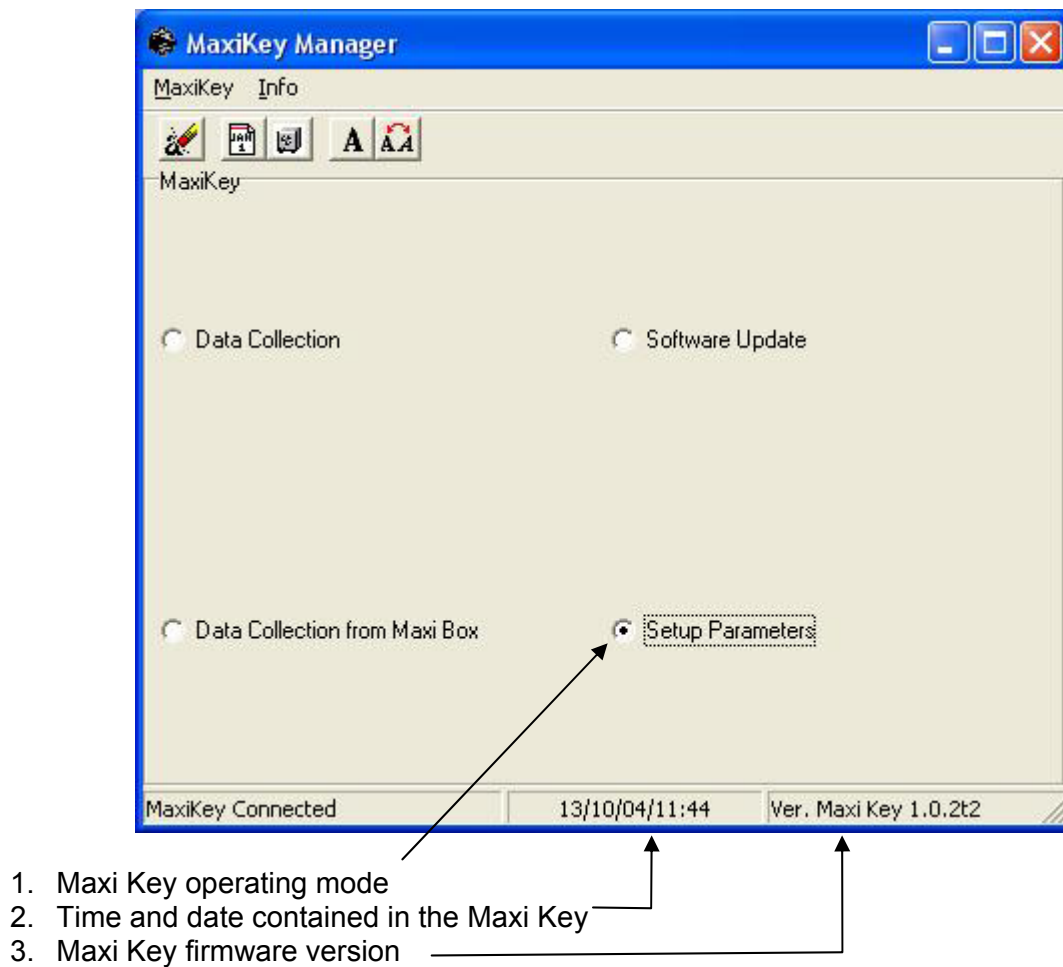 MaxiKey Manager
MaxiKey Info
A A A
MaxiKey
Data Collection Software Update
Data Collection from Maxi Box Setup Parameters
MaxiKey Connected 13/10/04/11:44 Ver. Maxi Key 1.0.2t2
1. Maxi Key operating mode
2. Time and date contained in the Maxi Key
3. Maxi Key firmware version